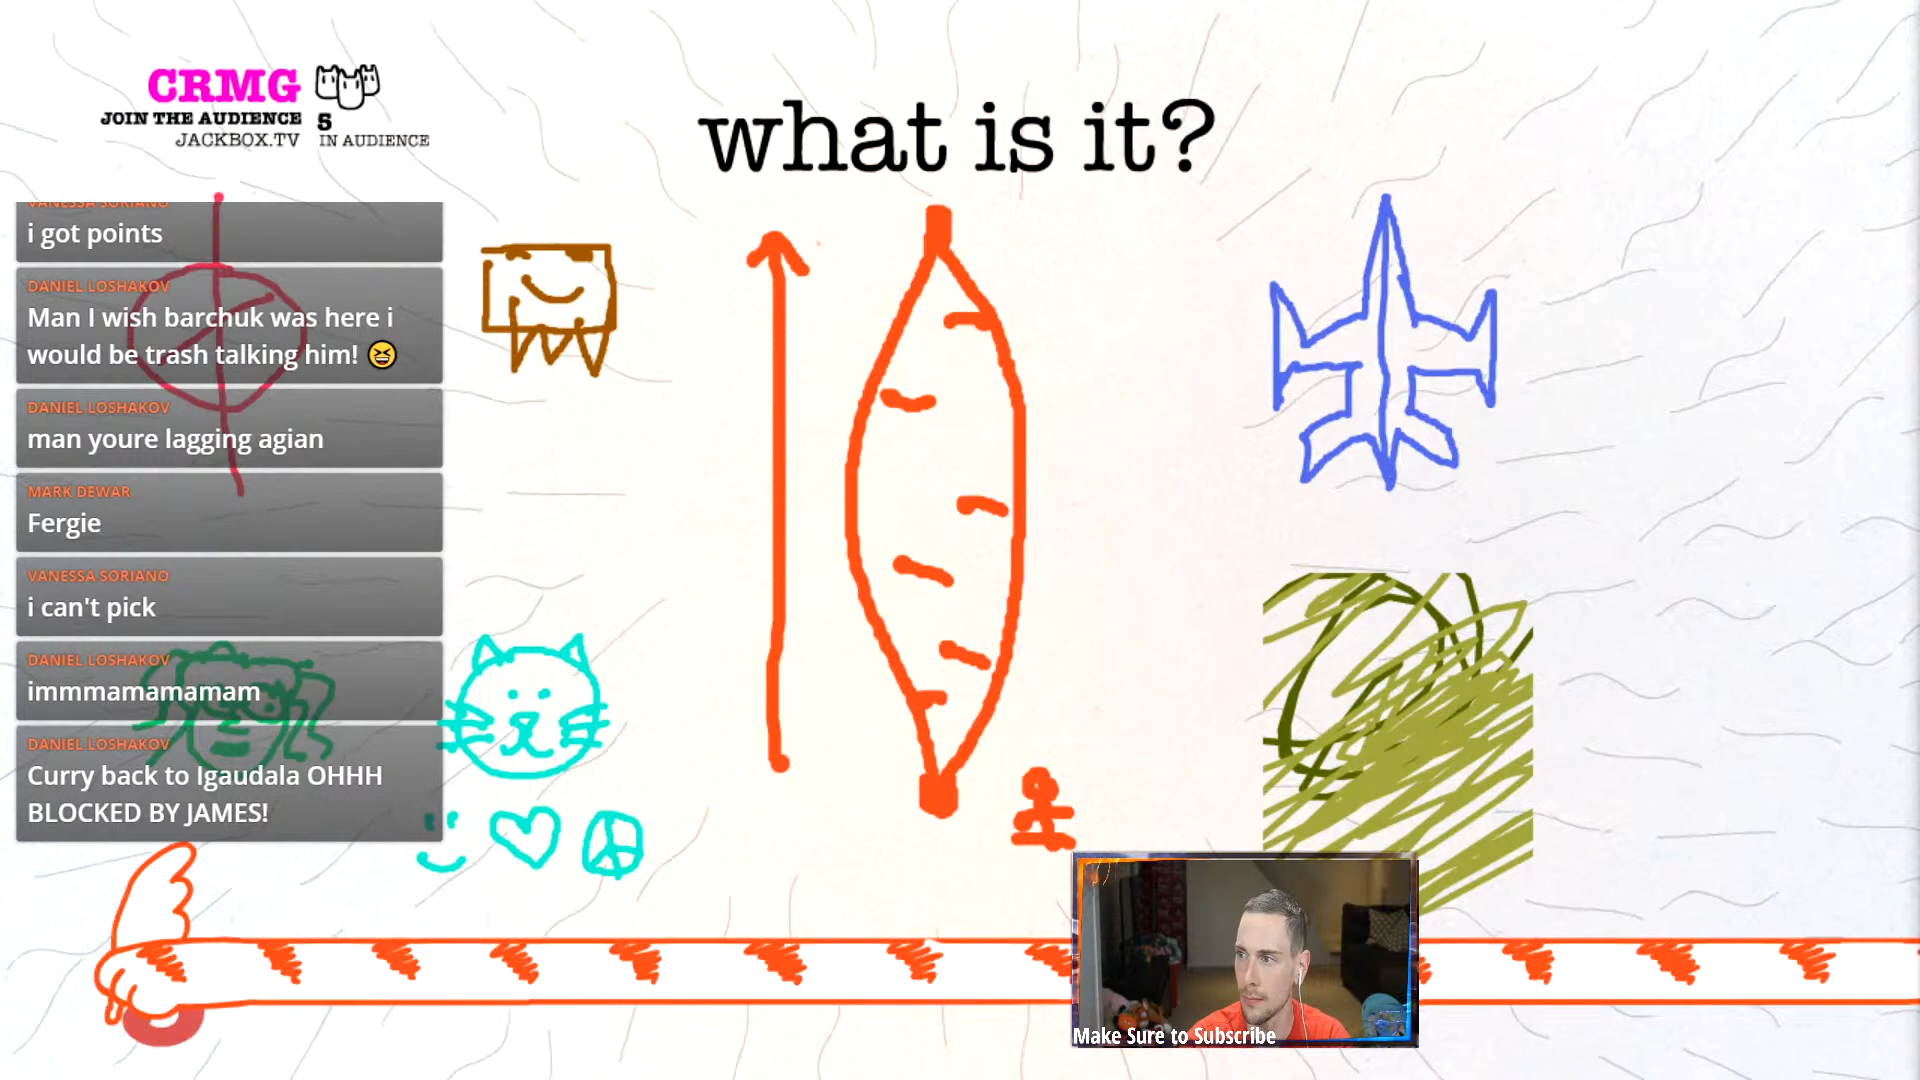 CRMG
JOIN THE AUDIENCE
JACKBOX.TV
5
IN AUDIENCE
what is it?
VANESSA SORIANO
i got points
DANIEL LOSHAKOV
Man I wish barchuk was here i
would be trash talking him! 😆
DANIEL LOSHAKOV
man youre lagging agian
MARK DEWAR
Fergie
VANESSA SORIANO
i can't pick
DANIEL LOSHAKOV
immmamamamam
DANIEL LOSHAKOV
Curry back to Igaudala OHHH
BLOCKED BY JAMES!
Make Sure to Subscribe